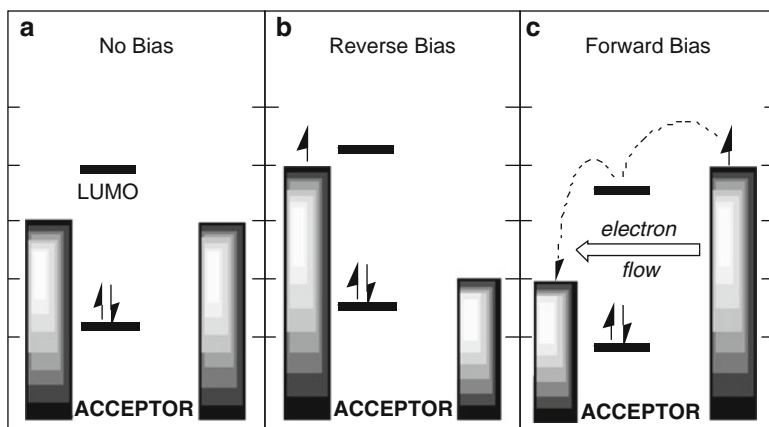 a
No Bias
LUMO
ACCEPTOR
b
Reverse Bias
ACCEPTOR
c
Forward Bias
electron
flow
ACCEPTOR